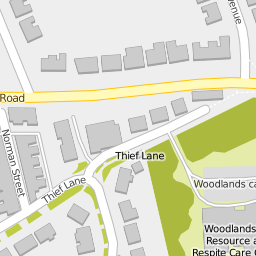 venue
Road
Norman Street
Thief Lane
Thief Lane
Woodlands ca
Woodlands
Resource a
Respite Care C